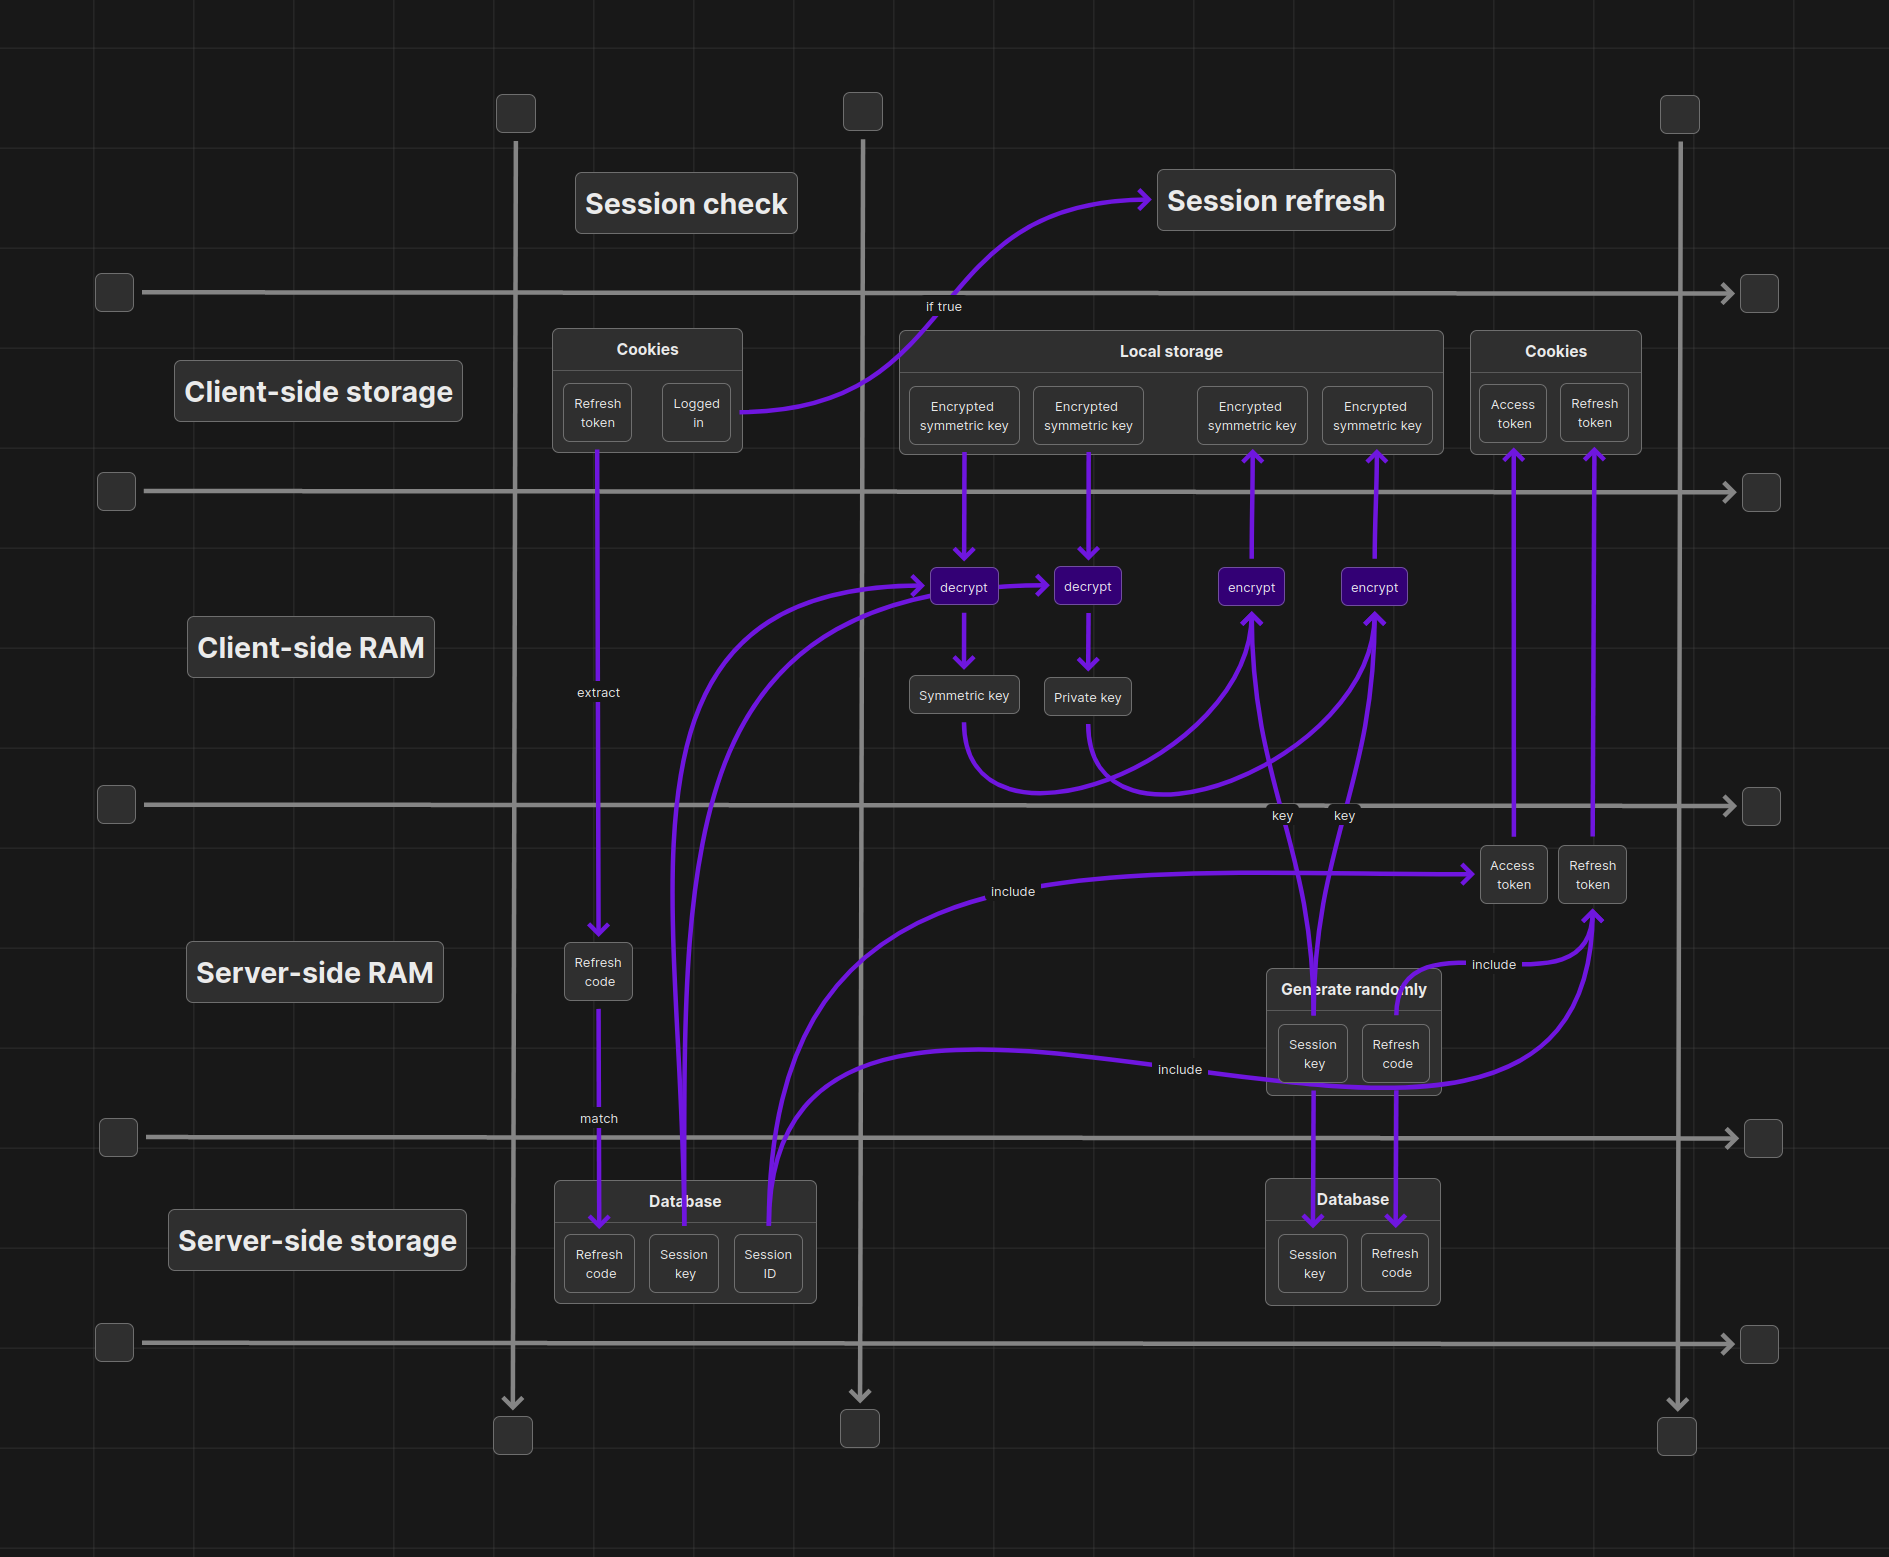 Session check
Session refresh
if true
Client-side storage
Cookies
Refresh
token
Logged
in
Local storage
Encrypted
symmetric key
Encrypted
symmetric key
Encrypted
symmetric key
Encrypted
symmetric key
Cookies
Access
token
Refresh
token
Client-side RAM
decrypt
decrypt
encrypt
encrypt
extract
Symmetric key
Private key
key
key
Server-side RAM
include
Access
token
Refresh
token
Refresh
code
include
Generate randomly
Session
key
Refresh
code
include
match
Server-side storage
Database
Refresh
code
Session
key
Session
ID
Database
Session
key
Refresh
code